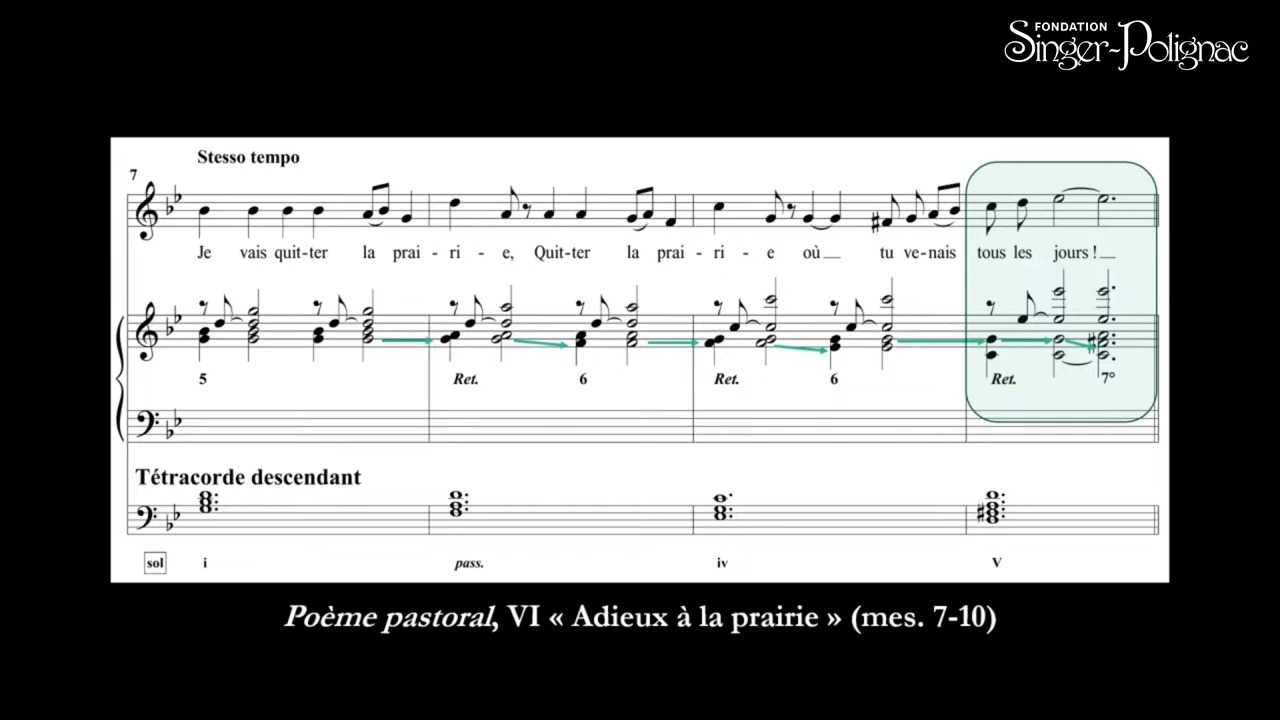 FONDATION
Singer-Polignac
Stesso tempo
7
Je vais quit-ter la prai - ri - e, Quit-ter la prai - ri - e où tu ve-nais tous les jours !
5 Ret. 6 Ret. 6 Ret. 7°
Tétracorde descendant
sol i pass. iv V
Poème pastoral, VI « Adieux à la prairie » (mes. 7-10)